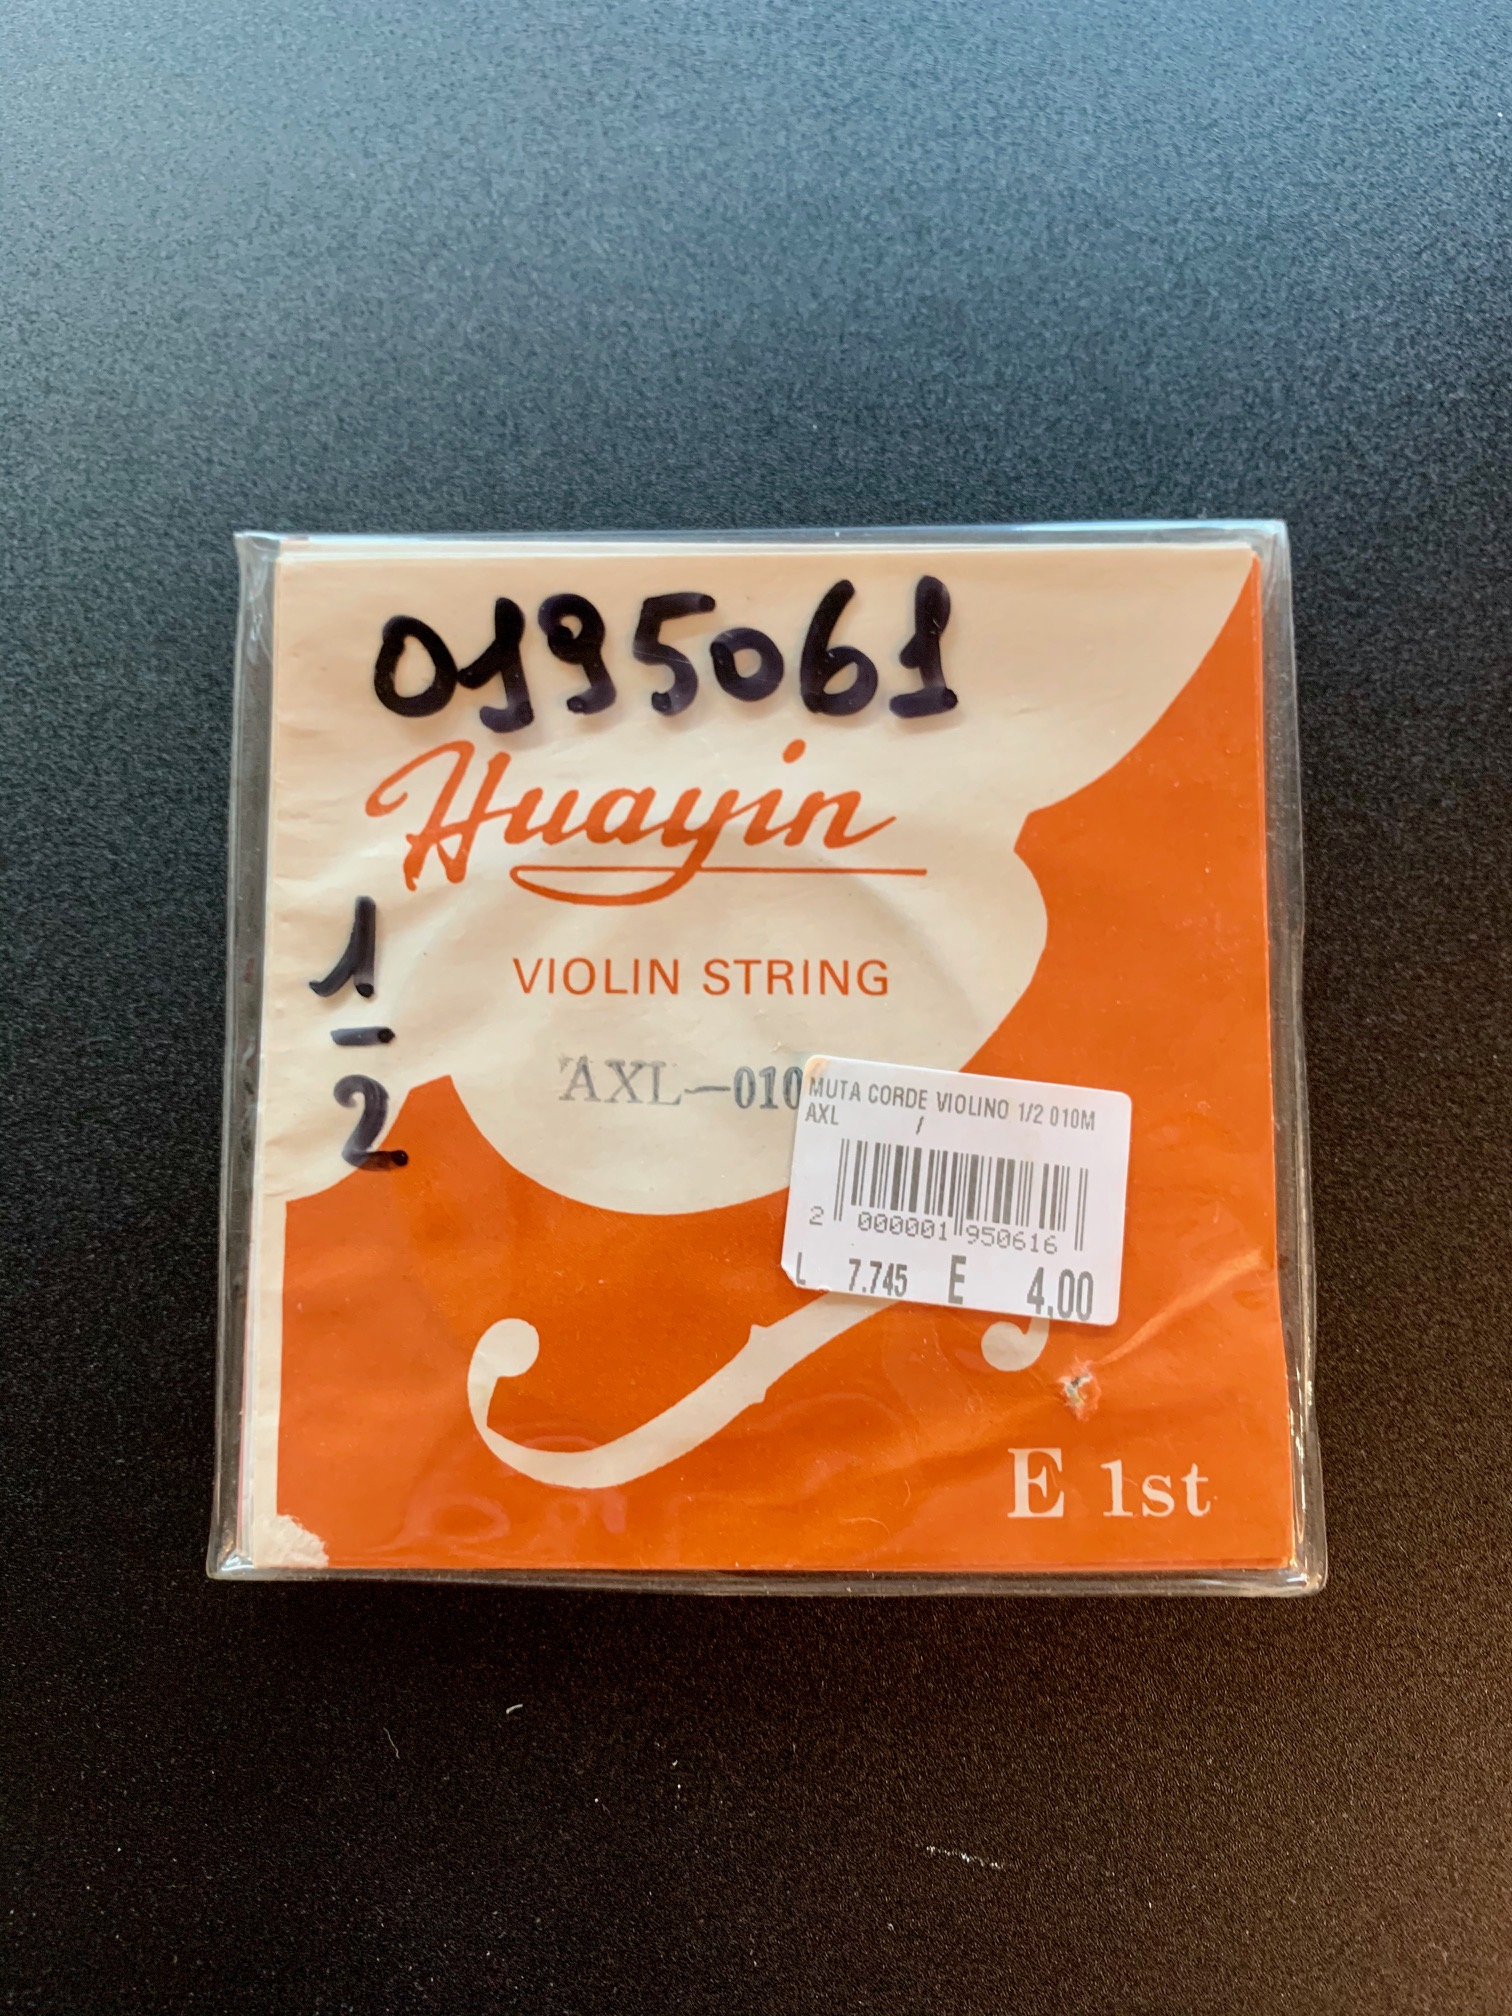 0195061
Huayin
1
-
2
VIOLIN STRING
AXL-010
MUTA CORDE VIOLINO 1/2 010M
AXL /
2 000001 950616
L 7.745 E 4,00
E 1st